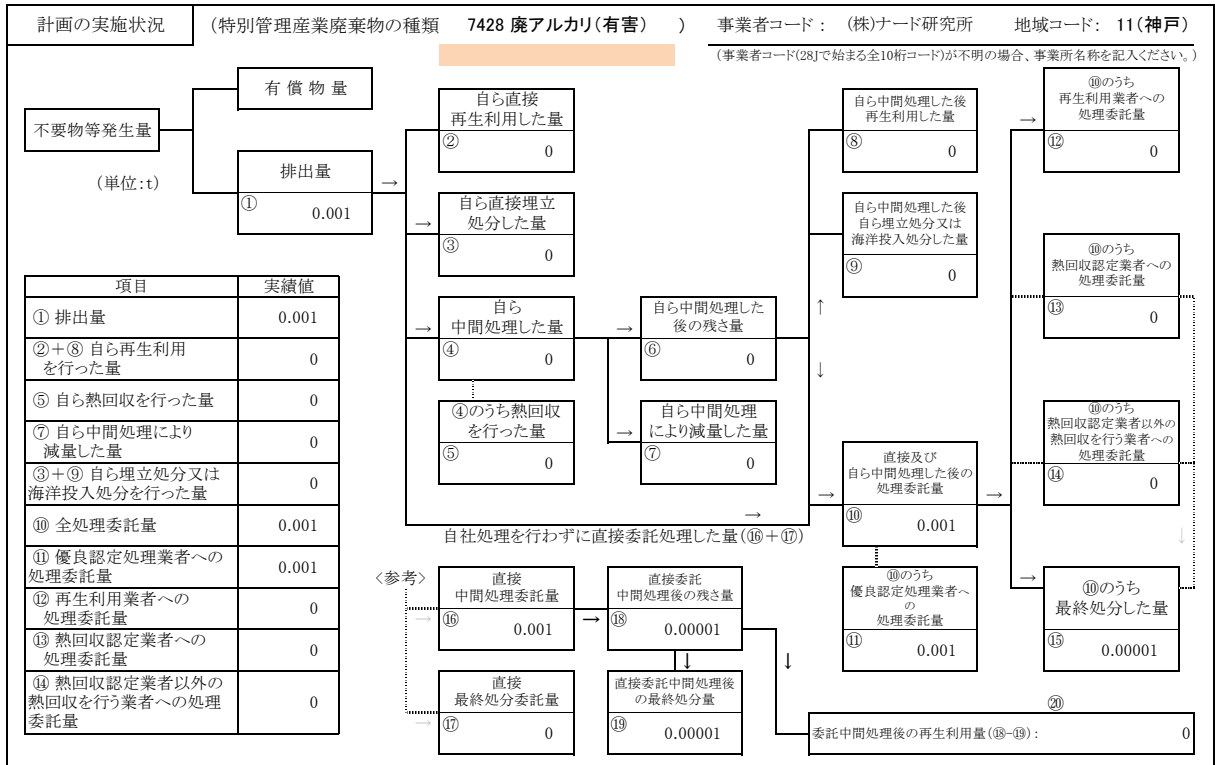 計画の実施状況
(特別管理産業廃棄物の種類 7428 廃アルカリ(有害) )
事業者コード： (株)ナード研究所
地域コード： 11(神戸)
(事業者コード(28Jで始まる全10桁コード)が不明の場合、事業所名称を記入ください。)
不要物等発生量
(単位:t)
有償物量
排出量
① 0.001
→
自ら直接
再生利用した量
② 0
→
自ら直接埋立
処分した量
③ 0
→
自ら
中間処理した量
④ 0
④のうち熱回収
を行った量
⑤ 0
→
自ら中間処理した
後の残さ量
⑥ 0
→
自ら中間処理
により減量した量
⑦ 0
自ら中間処理した後
再生利用した量
⑧ 0
自ら中間処理した後
自ら埋立処分又は
海洋投入処分した量
⑨ 0
↑
↓
→
自社処理を行わずに直接委託処理した量(⑯+⑰)
→
直接及び
自ら中間処理した後の
処理委託量
⑩ 0.001
→
⑩のうち
優良認定処理業者へ
の
処理委託量
⑪ 0.001
→
⑩のうち
再生利用業者への
処理委託量
⑫ 0
⑩のうち
熱回収認定業者への
処理委託量
⑬ 0
⑩のうち
熱回収認定業者以外の
熱回収を行う業者への
処理委託量
⑭ 0
↓
→
⑩のうち
最終処分した量
⑮ 0.00001
項目 実績値
① 排出量 0.001
②+⑧ 自ら再生利用
を行った量 0
⑤ 自ら熱回収を行った量 0
⑦ 自ら中間処理により
減量した量 0
③+⑨ 自ら埋立処分又は
海洋投入処分を行った量 0
⑩ 全処理委託量 0.001
⑪ 優良認定処理業者への
処理委託量 0.001
⑫ 再生利用業者への
処理委託量 0
⑬ 熱回収認定業者への
処理委託量 0
⑭ 熱回収認定業者以外の
熱回収を行う業者への処理
委託量 0
<参考>
→
直接
中間処理委託量
⑯ 0.001
→
直接委託
中間処理後の残さ量
⑱ 0.00001
↓
↓
→
直接
最終処分委託量
⑰ 0
直接委託中間処理後
の最終処分量
⑲ 0.00001
⑳
委託中間処理後の再生利用量(⑱-⑲)： 0